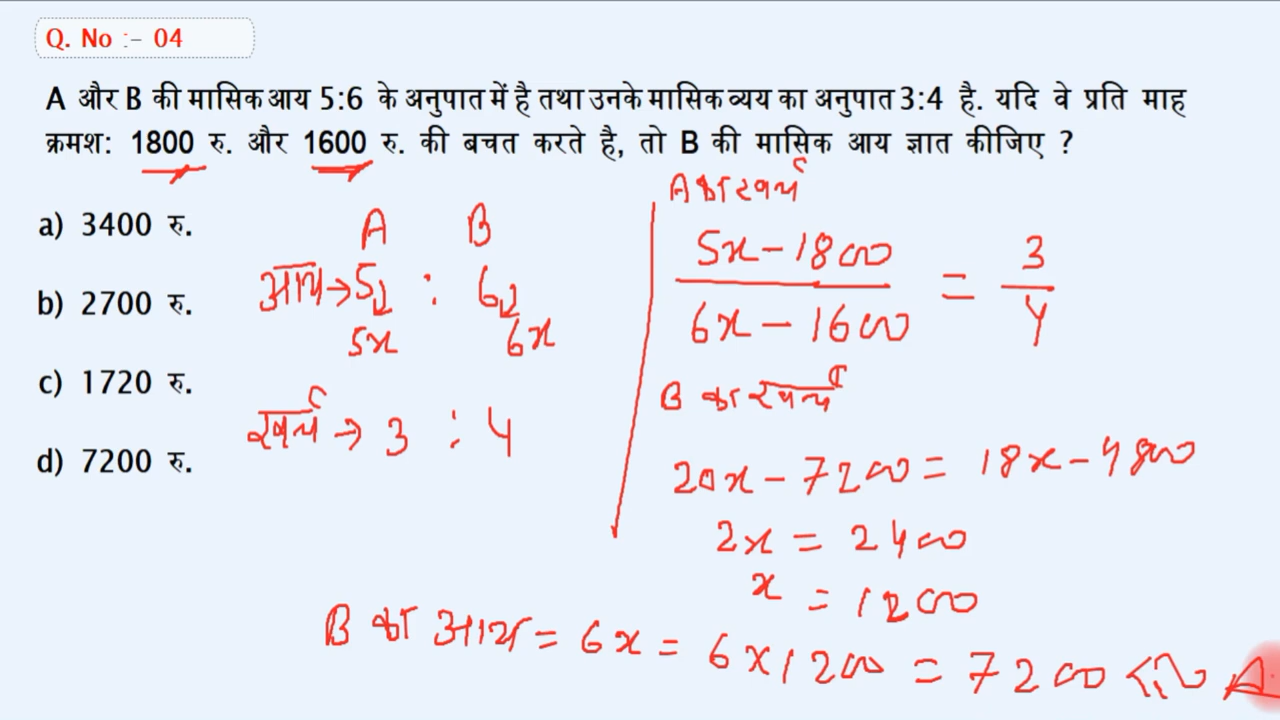 Q. No :- 04
A और B की मासिक आय 5:6 के अनुपात में है तथा उनके मासिक व्यय का अनुपात 3:4 है. यदि वे प्रति माह
क्रमश: 1800 रु. और 1600 रु. की बचत करते है, तो B की मासिक आय ज्ञात कीजिए ?
a) 3400 रु.
b) 2700 रु.
c) 1720 रु.
d) 7200 रु.
A B
आय → 5 : 6
5x 6x
खर्च → 3 : 4
A का खर्च
5x - 1800 = 3
6x - 1600 4
B का खर्च
20x - 7200 = 18x - 4800
2x = 2400
x = 1200
B का आय = 6x = 6 x 1200 = 7200